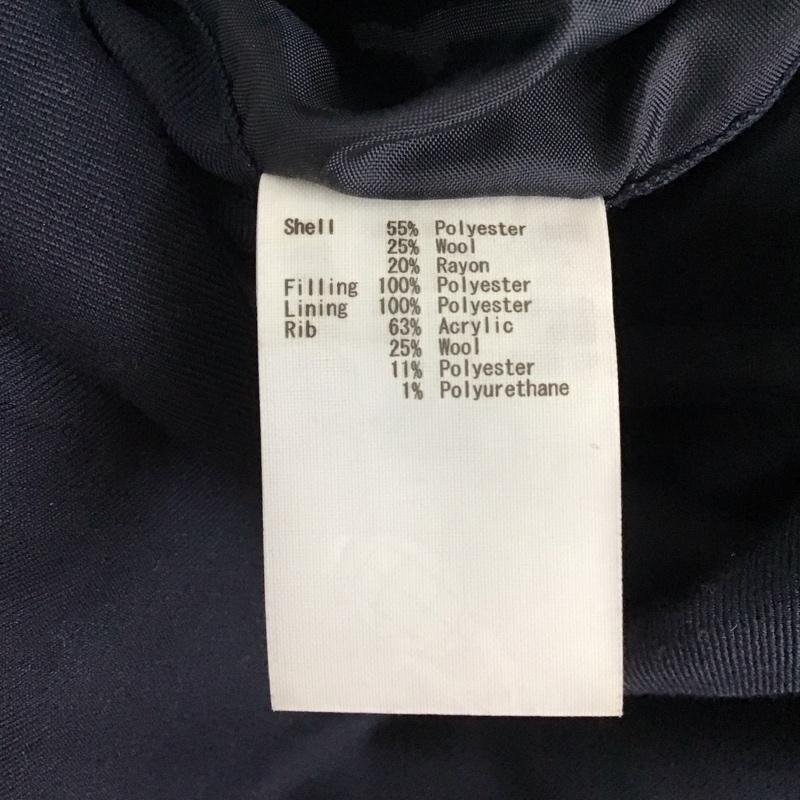 Shell 55% Polyester
25% Wool
20% Rayon
Filling 100% Polyester
Lining 100% Polyester
Rib 63% Acrylic
25% Wool
11% Polyester
1% Polyurethane